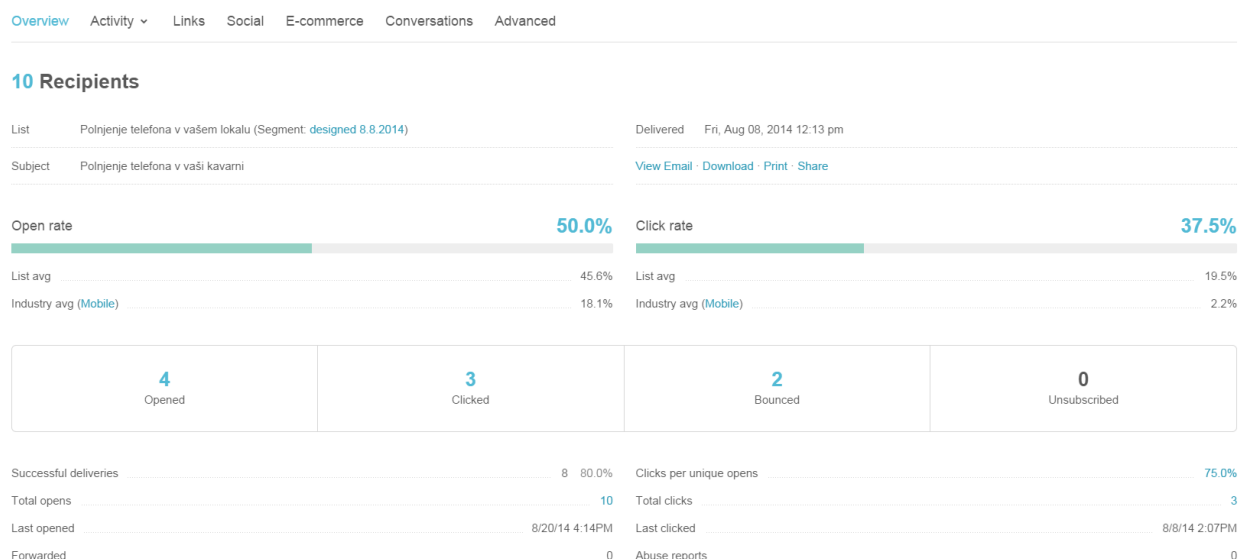 Overview Activity Links Social E-commerce Conversations Advanced
10 Recipients
List Polnjenje telefona v vašem lokalu (Segment: designed 8.8.2014)
Delivered Fri, Aug 08, 2014 12:13 pm
Subject Polnjenje telefona v vaši kavarni
View Email · Download · Print · Share
Open rate 50.0%
Click rate 37.5%
List avg 45.6%
List avg 19.5%
Industry avg (Mobile) 18.1%
Industry avg (Mobile) 2.2%
4
Opened
3
Clicked
2
Bounced
0
Unsubscribed
Successful deliveries 8 80.0%
Clicks per unique opens 75.0%
Total opens 10
Total clicks 3
Last opened 8/20/14 4:14PM
Last clicked 8/8/14 2:07PM
Forwarded 0
Abuse reports 0